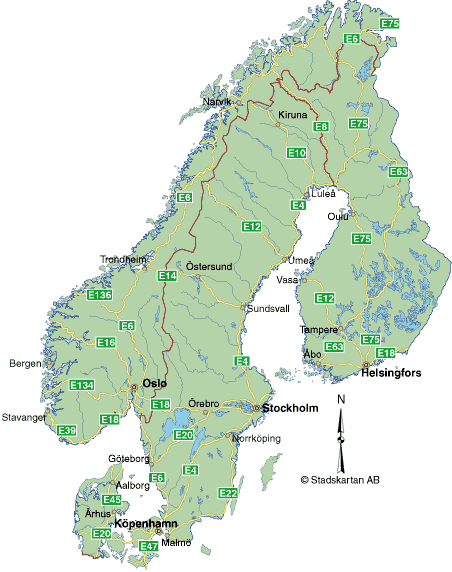 E75
E6
Narvik
Kiruna
E8
E75
E10
E63
Luleå
E6
E4
Oulu
E12
E75
Trondheim
Umeå
Östersund
E14
Vasa
E136
E12
Sundsvall
E6
Tampere
E16
E75
E63
E18
Åbo
Bergen
E4
Helsingfors
E134
Oslo
E18
Örebro
Stockholm
N
Stavanger
E18
E39
E20
Norrköping
Göteborg
E4
E6
© Stadskartan AB
Aalborg
E22
E45
Århus
Köpenhamn
E20
Malmö
E47